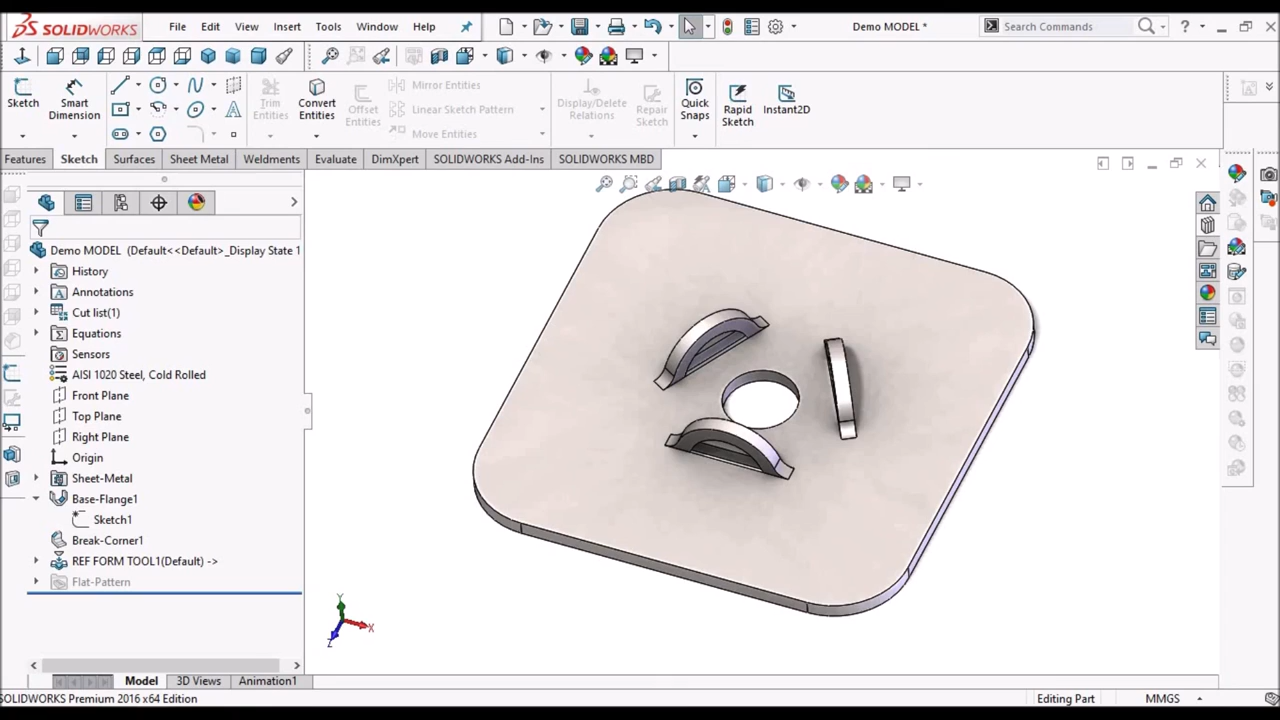 SOLIDWORKS File Edit View Insert Tools Window Help Demo MODEL * Search Commands ?
Sketch Smart Dimension Trim Entities Convert Entities Offset Entities Mirror Entities Linear Sketch Pattern Move Entities Display/Delete Relations Repair Sketch Quick Snaps Rapid Sketch Instant2D
Features Sketch Surfaces Sheet Metal Weldments Evaluate DimXpert SOLIDWORKS Add-Ins SOLIDWORKS MBD
Demo MODEL (Default<<Default>_Display State 1
History
Annotations
Cut list(1)
Equations
Sensors
AISI 1020 Steel, Cold Rolled
Front Plane
Top Plane
Right Plane
Origin
Sheet-Metal
Base-Flange1
Sketch1
Break-Corner1
REF FORM TOOL1(Default) ->
Flat-Pattern
Y
X
Z
Model 3D Views Animation1
SOLIDWORKS Premium 2016 x64 Edition Editing Part MMGS